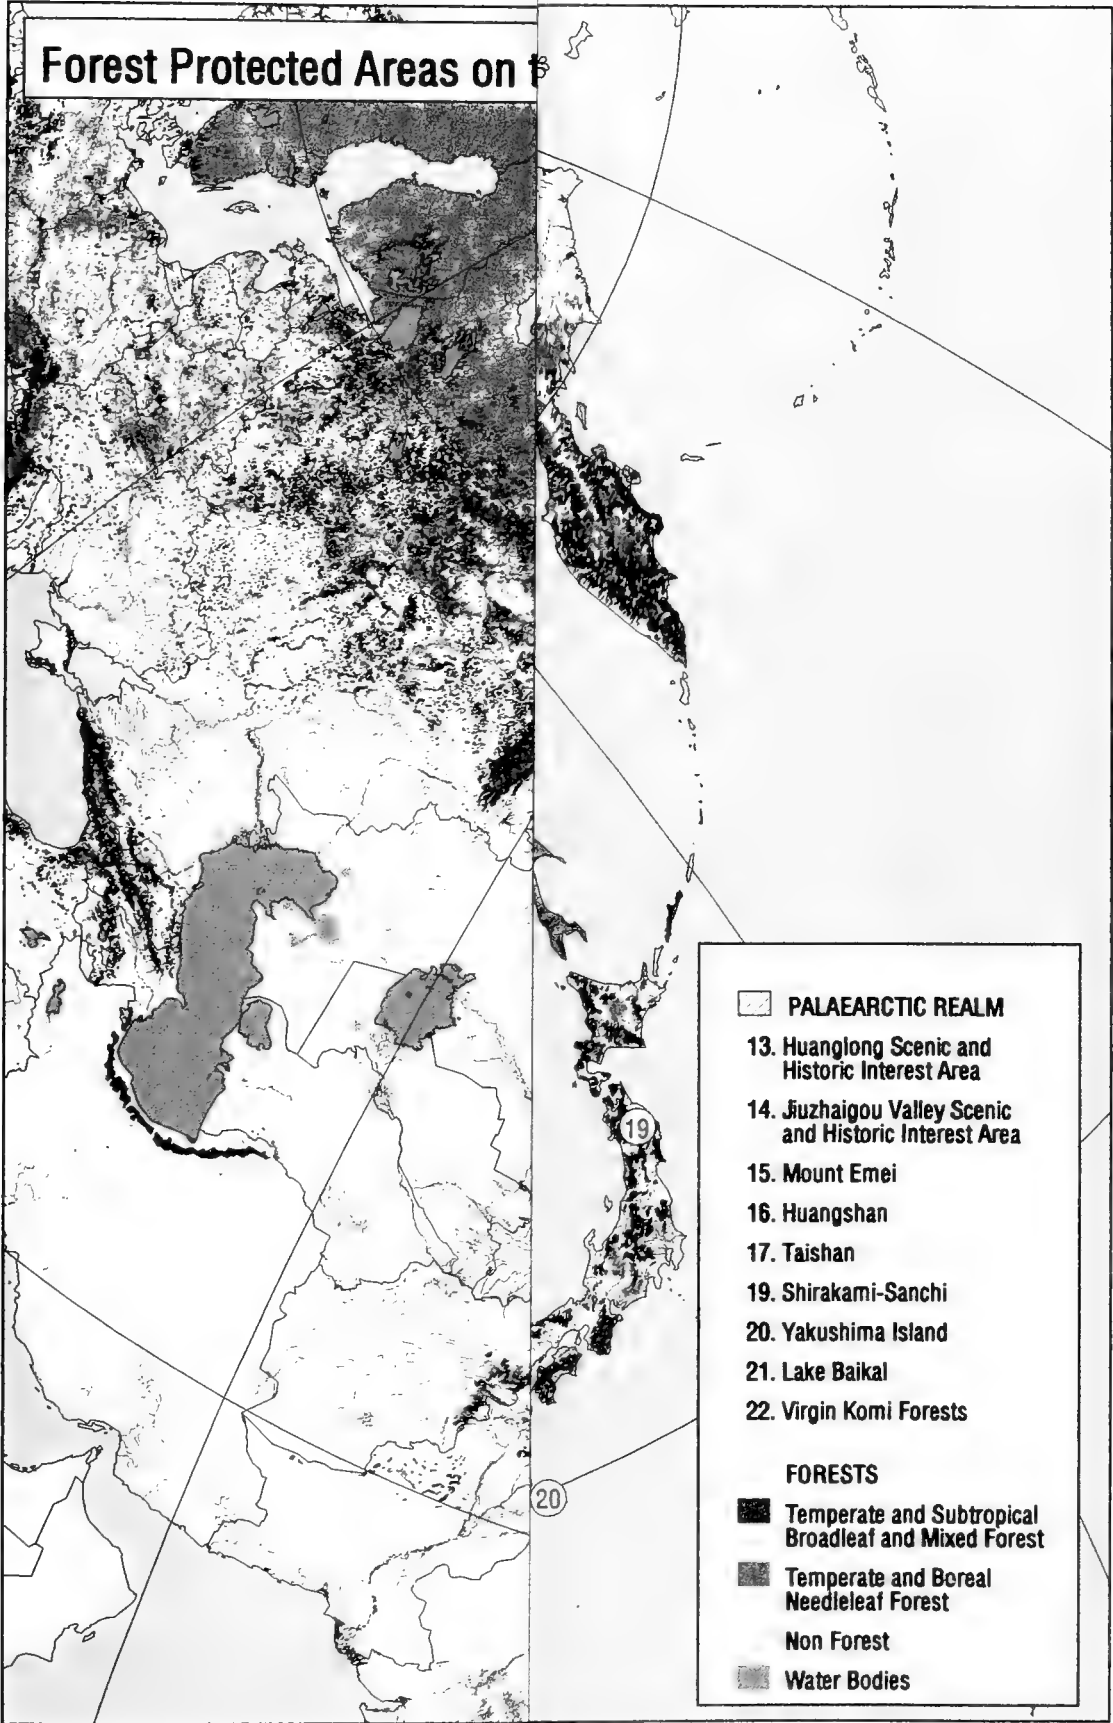 Forest Protected Areas on
19
20
PALAEARCTIC REALM
13. Huanglong Scenic and
Historic Interest Area
14. Jiuzhaigou Valley Scenic
and Historic Interest Area
15. Mount Emei
16. Huangshan
17. Taishan
19. Shirakami-Sanchi
20. Yakushima Island
21. Lake Baikal
22. Virgin Komi Forests
FORESTS
Temperate and Subtropical
Broadleaf and Mixed Forest
Temperate and Boreal
Needleleaf Forest
Non Forest
Water Bodies